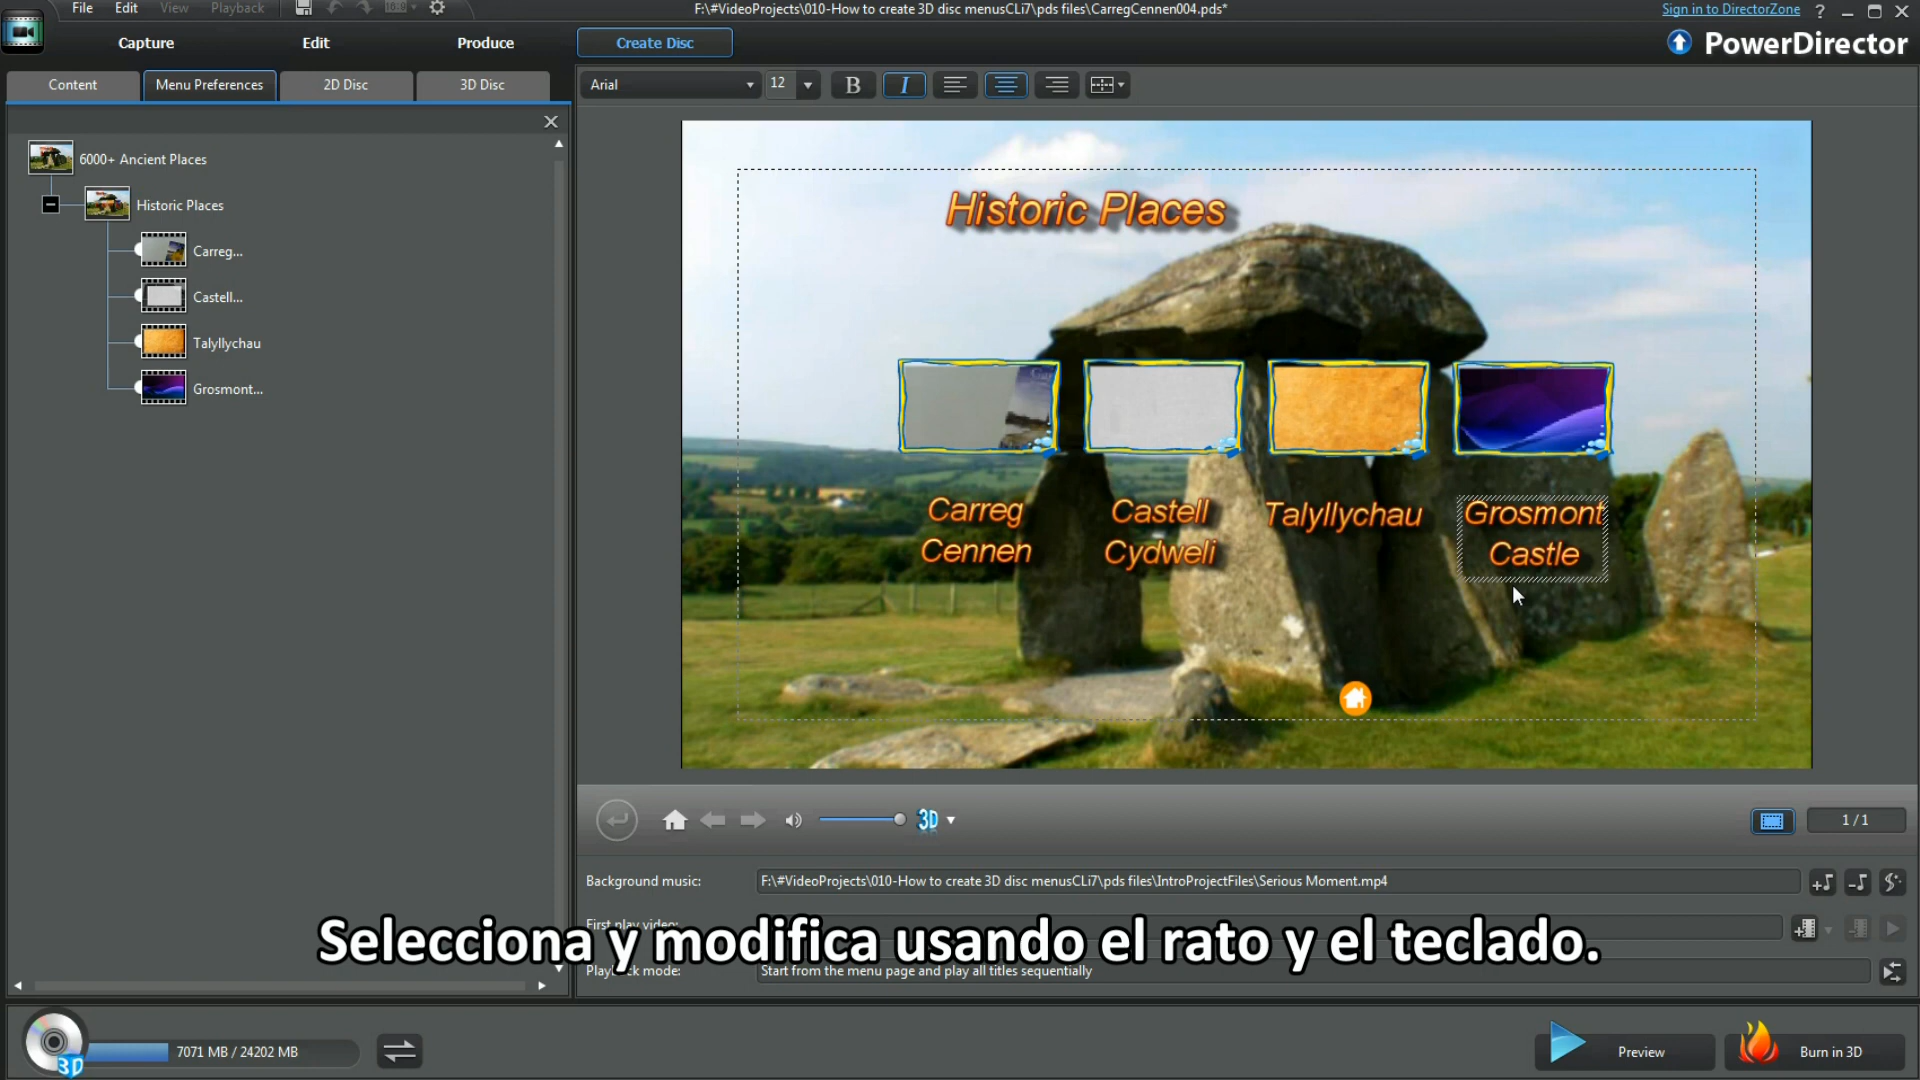 File Edit View Playback
F:\#VideoProjects\010-How to create 3D disc menusCLi7\pds files\CarregCennen004.pds*
Sign in to DirectorZone ?
Capture Edit Produce Create Disc
PowerDirector
Content Menu Preferences 2D Disc 3D Disc
Arial 12 B I
6000+ Ancient Places
Historic Places
Carreg...
Castell...
Talyllychau
Grosmont...
Historic Places
Carreg
Cennen
Castell
Cydweli
Talyllychau
Grosmont
Castle
3D
1 / 1
Background music: F:\#VideoProjects\010-How to create 3D disc menusCLi7\pds files\IntroProjectFiles\Serious Moment.mp4
First play video:
Selecciona y modifica usando el rato y el teclado.
Playback mode: Start from the menu page and play all titles sequentially
3D
7071 MB / 24202 MB
Preview
Burn in 3D